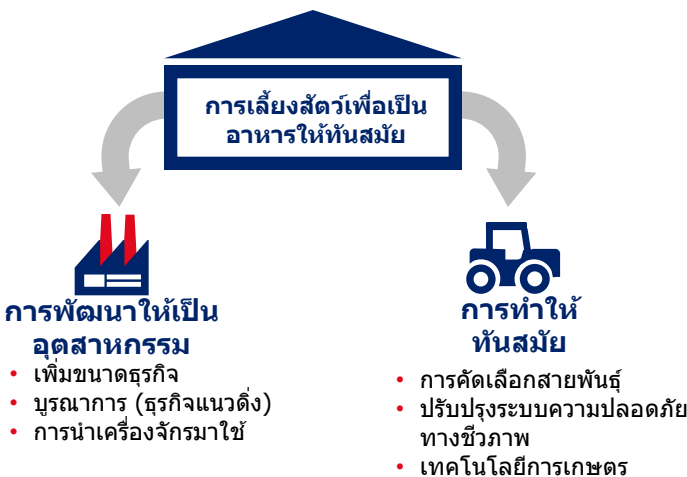 การเลี้ยงสัตว์เพื่อเป็น
อาหารให้ทันสมัย
การพัฒนาให้เป็น
อุตสาหกรรม
• เพิ่มขนาดธุรกิจ
• บูรณาการ (ธุรกิจแนวดิ่ง)
• การนำเครื่องจักรมาใช้
การทำให้
ทันสมัย
• การคัดเลือกสายพันธุ์
• ปรับปรุงระบบความปลอดภัย
ทางชีวภาพ
• เทคโนโลยีการเกษตร